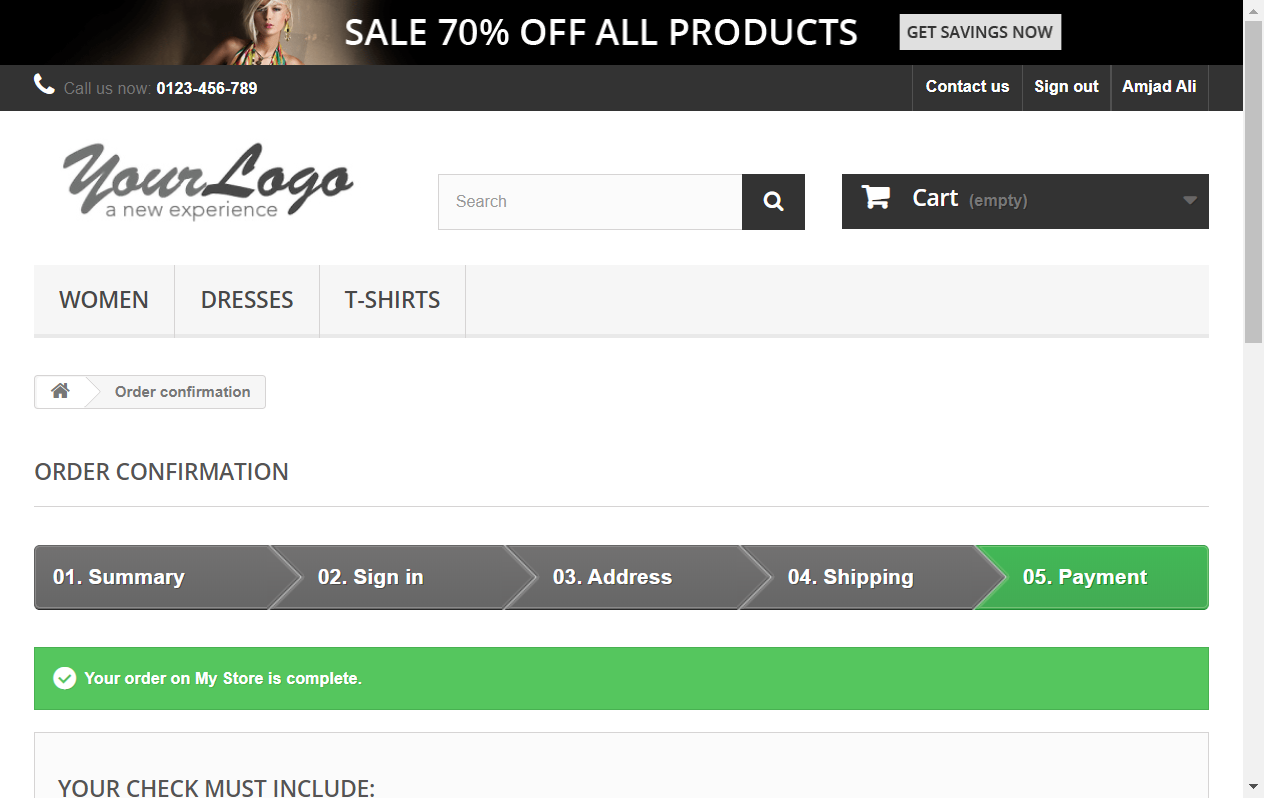 SALE 70% OFF ALL PRODUCTS
GET SAVINGS NOW
Call us now: 0123-456-789
Contact us
Sign out
Amjad Ali
YourLogo
a new experience
Search
Cart (empty)
WOMEN
DRESSES
T-SHIRTS
Order confirmation
ORDER CONFIRMATION
01. Summary
02. Sign in
03. Address
04. Shipping
05. Payment
Your order on My Store is complete.
YOUR CHECK MUST INCLUDE: